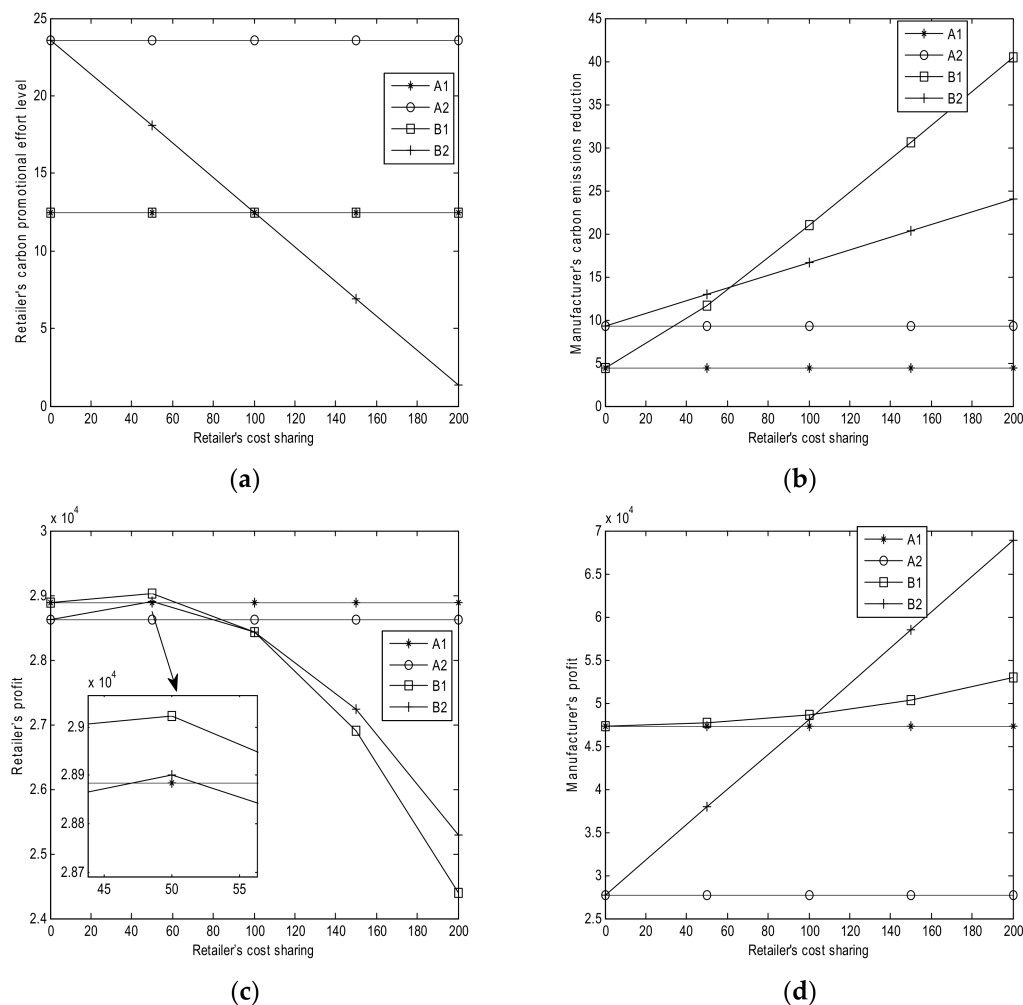 25
20
15
10
5
0
0 20 40 60 80 100 120 140 160 180 200
Retailer's carbon promotional effort level
Retailer's cost sharing
A1
A2
B1
B2
(a)
45
40
35
30
25
20
15
10
5
0
0 20 40 60 80 100 120 140 160 180 200
Manufacturer's carbon emissions reduction
Retailer's cost sharing
A1
A2
B1
B2
(b)
x 10^4
3
2.9
2.8
2.7
2.6
2.5
2.4
0 20 40 60 80 100 120 140 160 180 200
Retailer's profit
Retailer's cost sharing
A1
A2
B1
B2
x 10^4
2.9
2.89
2.88
2.87
45 50 55
(c)
x 10^4
7
6.5
6
5.5
5
4.5
4
3.5
3
2.5
0 20 40 60 80 100 120 140 160 180 200
Manufacturer's profit
Retailer's cost sharing
A1
A2
B1
B2
(d)